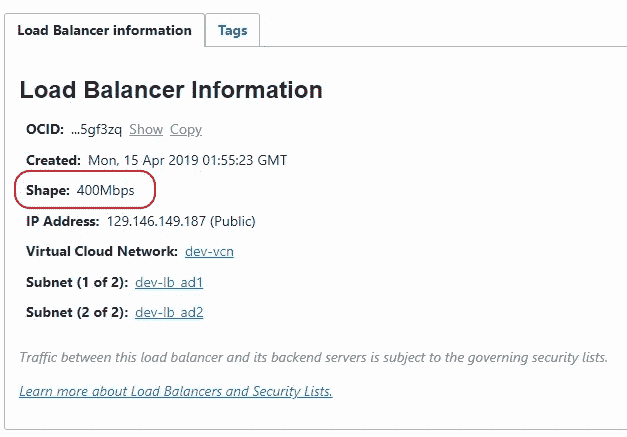 Load Balancer information Tags
Load Balancer Information
OCID: ...5gf3zq Show Copy
Created: Mon, 15 Apr 2019 01:55:23 GMT
Shape: 400Mbps
IP Address: 129.146.149.187 (Public)
Virtual Cloud Network: dev-vcn
Subnet (1 of 2): dev-lb_ad1
Subnet (2 of 2): dev-lb_ad2
Traffic between this load balancer and its backend servers is subject to the governing security lists.
Learn more about Load Balancers and Security Lists.